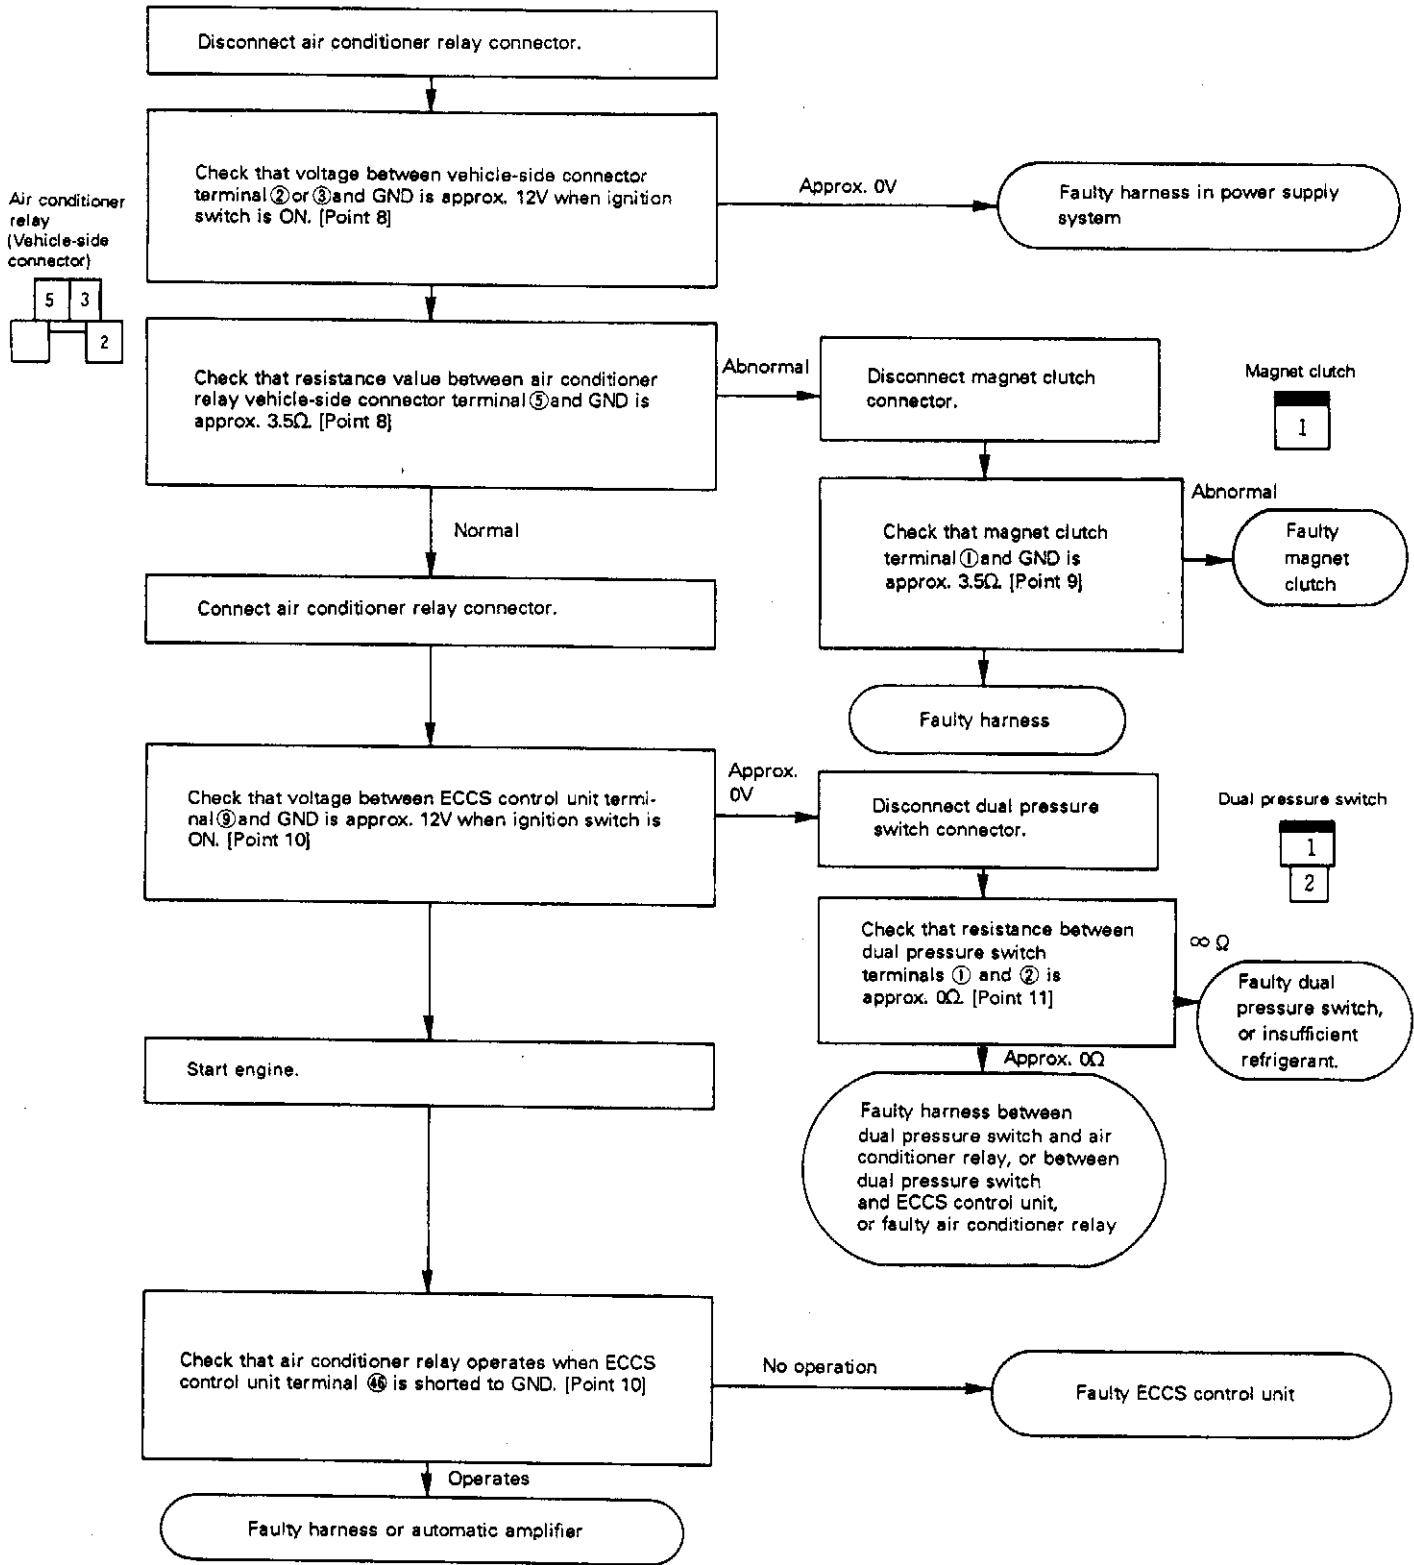 Disconnect air conditioner relay connector.
Check that voltage between vehicle-side connector
terminal ② or ③ and GND is approx. 12V when ignition
switch is ON. [Point 8]
Approx. 0V
Faulty harness in power supply
system
Air conditioner
relay
(Vehicle-side
connector)
5 3
2
Check that resistance value between air conditioner
relay vehicle-side connector terminal ⑤ and GND is
approx. 3.5Ω. [Point 8]
Abnormal
Disconnect magnet clutch
connector.
Magnet clutch
1
Normal
Check that magnet clutch
terminal ① and GND is
approx. 3.5Ω. [Point 9]
Abnormal
Faulty
magnet
clutch
Connect air conditioner relay connector.
Faulty harness
Check that voltage between ECCS control unit termi-
nal ⑨ and GND is approx. 12V when ignition switch is
ON. [Point 10]
Approx.
0V
Disconnect dual pressure
switch connector.
Dual pressure switch
1
2
Check that resistance between
dual pressure switch
terminals ① and ② is
approx. 0Ω. [Point 11]
∞ Ω
Faulty dual
pressure switch,
or insufficient
refrigerant.
Start engine.
Approx. 0Ω
Faulty harness between
dual pressure switch and air
conditioner relay, or between
dual pressure switch
and ECCS control unit,
or faulty air conditioner relay
Check that air conditioner relay operates when ECCS
control unit terminal ㊻ is shorted to GND. [Point 10]
No operation
Faulty ECCS control unit
Operates
Faulty harness or automatic amplifier